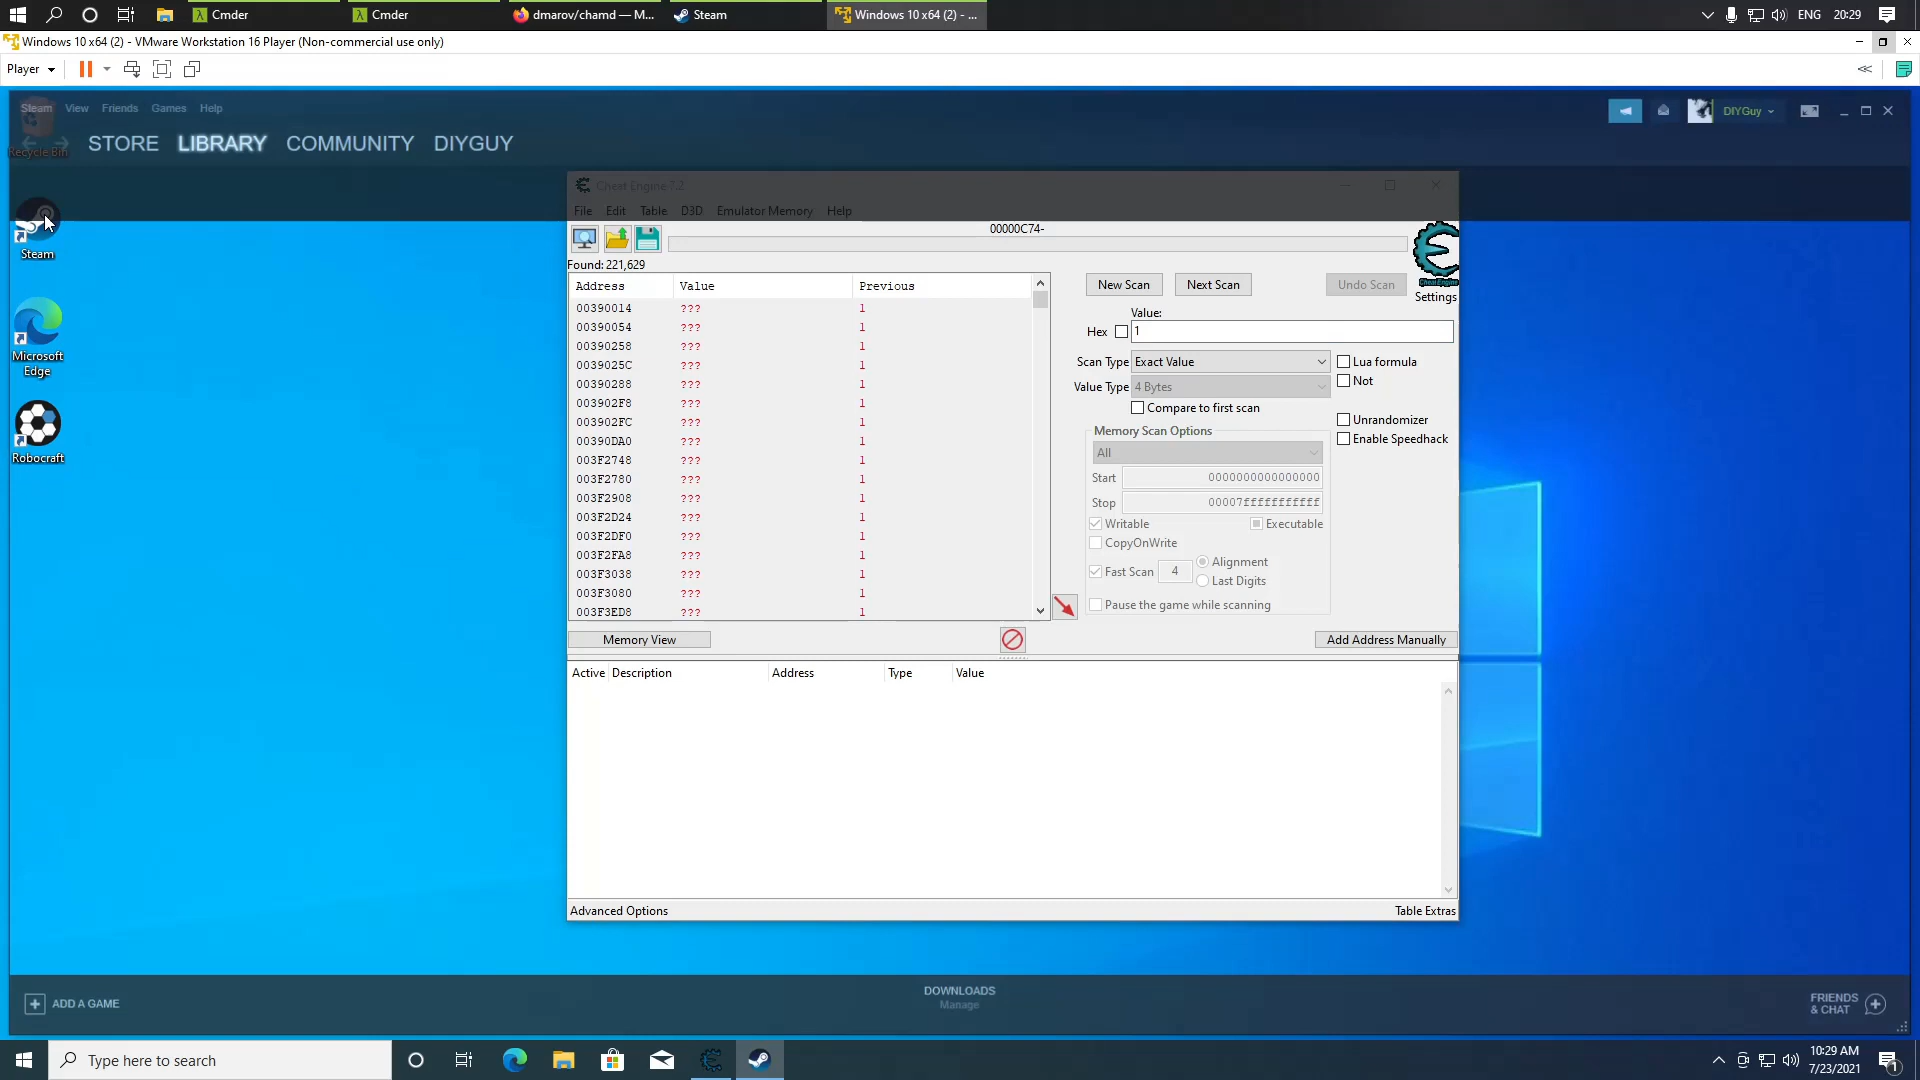 Cmder
Cmder
dmarov/chamd — M...
Steam
Windows 10 x64 (2) - ...
ENG
20:29
Windows 10 x64 (2) - VMware Workstation 16 Player (Non-commercial use only)
Player
Steam
View
Friends
Games
Help
DIYGuy
Recycle Bin
STORE
LIBRARY
COMMUNITY
DIYGUY
Cheat Engine 7.2
File
Edit
Table
D3D
Emulator Memory
Help
00000C74-
Found: 221,629
Settings
Address Value Previous
00390014 ??? 1
00390054 ??? 1
00390258 ??? 1
0039025C ??? 1
00390288 ??? 1
003902F8 ??? 1
003902FC ??? 1
00390DA0 ??? 1
003F2748 ??? 1
003F2780 ??? 1
003F2908 ??? 1
003F2D24 ??? 1
003F2DF0 ??? 1
003F2FA8 ??? 1
003F3038 ??? 1
003F3080 ??? 1
003F3ED8 ??? 1
New Scan
Next Scan
Undo Scan
Value:
Hex
1
Scan Type
Exact Value
Lua formula
Not
Value Type
4 Bytes
Compare to first scan
Unrandomizer
Enable Speedhack
Memory Scan Options
All
Start
0000000000000000
Stop
00007fffffffffff
Writable
Executable
CopyOnWrite
Fast Scan
4
Alignment
Last Digits
Pause the game while scanning
Memory View
Add Address Manually
Active Description Address Type Value
Advanced Options
Table Extras
Steam
Microsoft
Edge
Robocraft
ADD A GAME
DOWNLOADS
Manage
FRIENDS
& CHAT
Type here to search
10:29 AM
7/23/2021
1